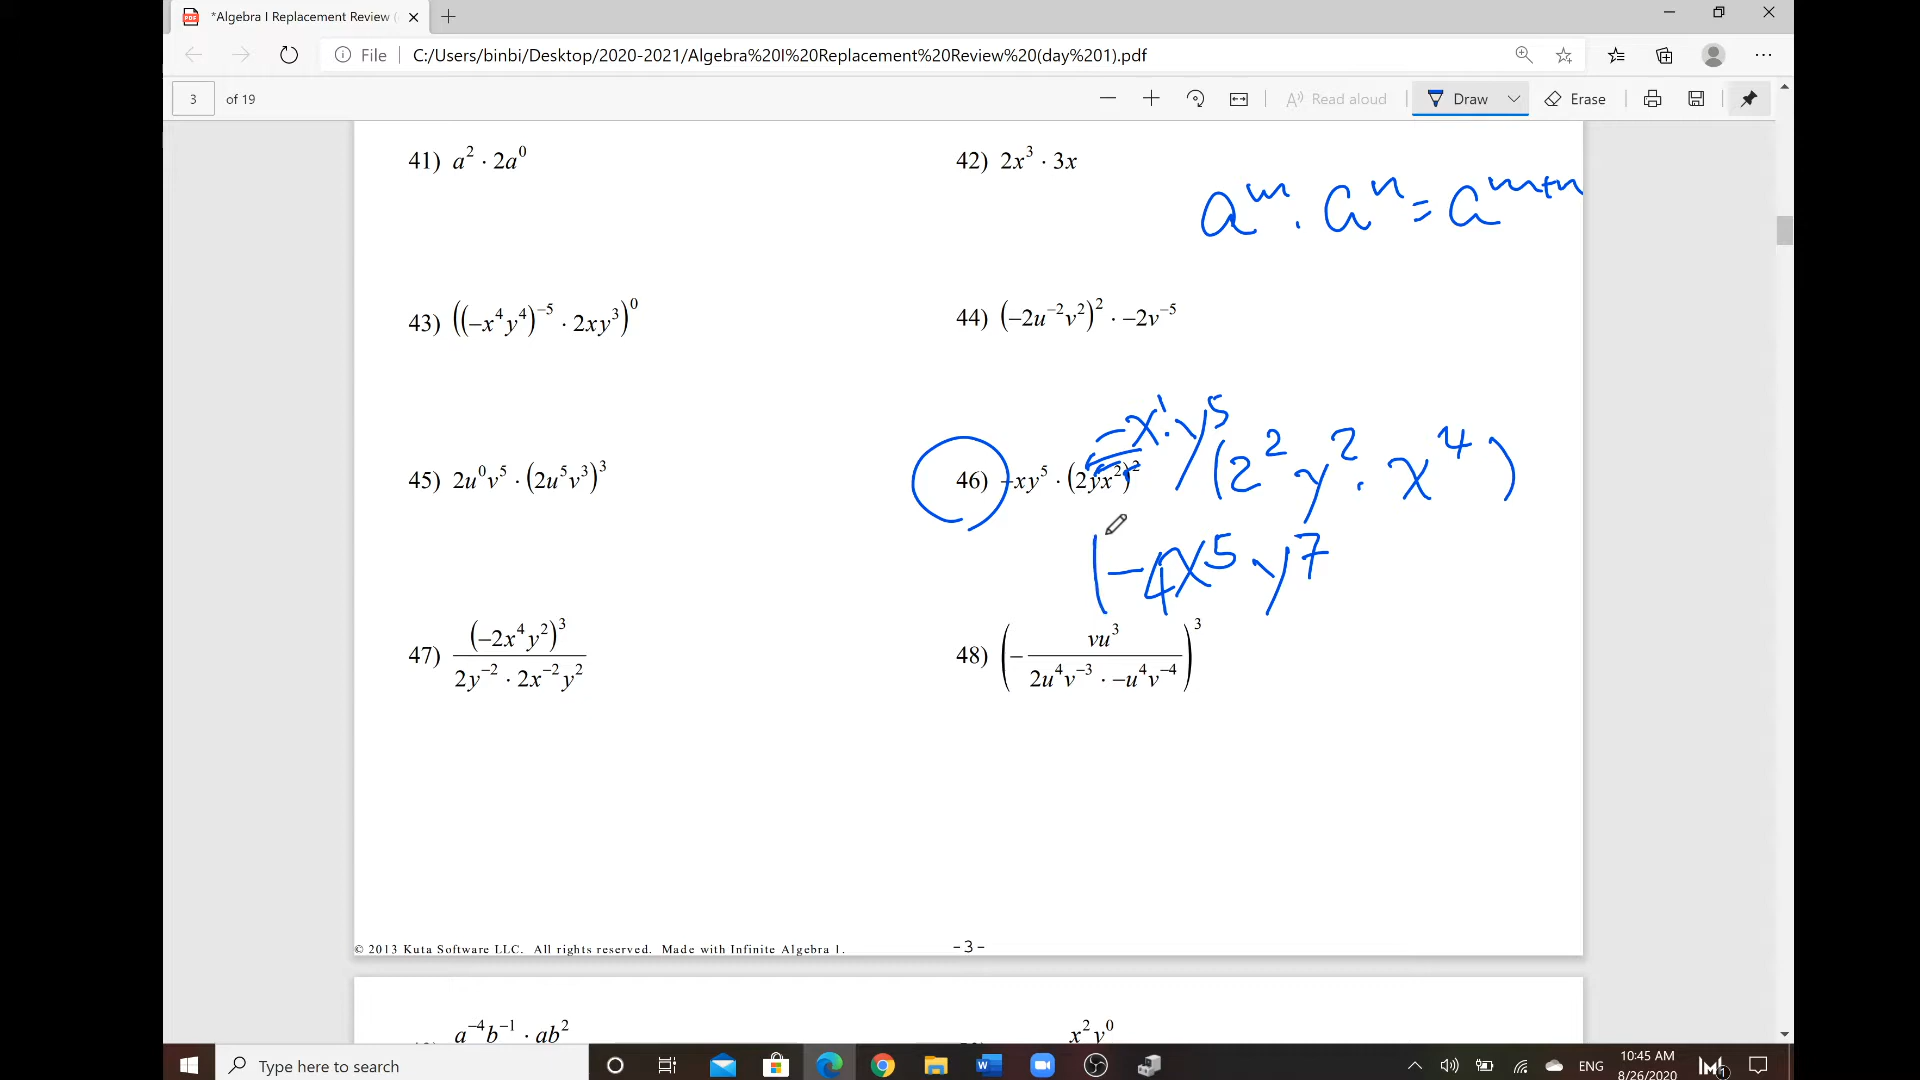 *Algebra I Replacement Review (
File C:/Users/binbi/Desktop/2020-2021/Algebra%20I%20Replacement%20Review%20(day%201).pdf
3 of 19 Read aloud Draw Erase
41) a² · 2a⁰
42) 2x³ · 3x
aᵐ · aⁿ = aᵐ⁺ⁿ
43) ((−x⁴y⁴)⁻⁵ · 2xy³)⁰
44) (−2u⁻²v²)² · −2v⁻⁵
−x¹·y⁵ (2² y² · x⁴)
45) 2u⁰v⁵ · (2u⁵v³)³
46) −xy⁵ · (2yx²)²
−4x⁵y⁷
47) (−2x⁴y²)³ / 2y⁻² · 2x⁻²y²
48) (− vu³ / 2u⁴v⁻³ · −u⁴v⁻⁴)³
© 2013 Kuta Software LLC. All rights reserved. Made with Infinite Algebra 1.
-3-
a⁻⁴b⁻¹ · ab²
x²y⁰
Type here to search
ENG
10:45 AM
8/26/2020